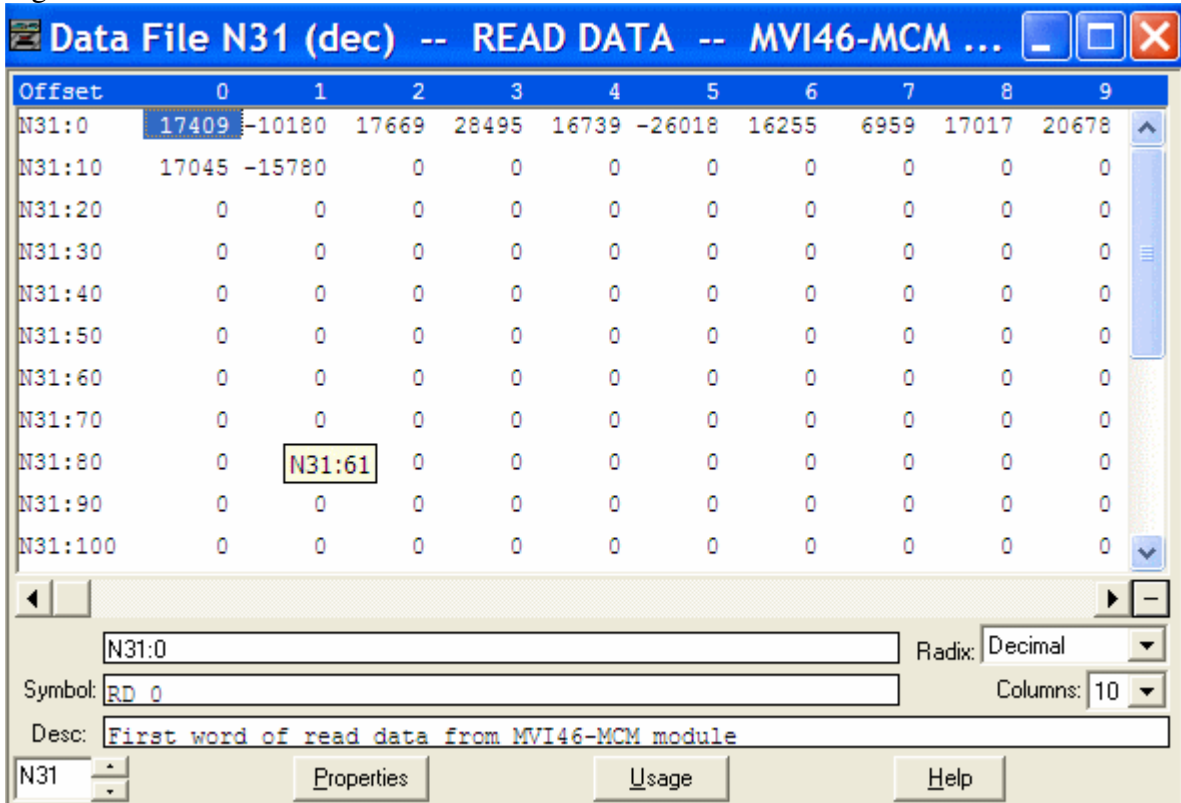 Data File N31 (dec) -- READ DATA -- MVI46-MCM ...
Offset 0 1 2 3 4 5 6 7 8 9
N31:0 17409 -10180 17669 28495 16739 -26018 16255 6959 17017 20678
N31:10 17045 -15780 0 0 0 0 0 0 0 0
N31:20 0 0 0 0 0 0 0 0 0 0
N31:30 0 0 0 0 0 0 0 0 0 0
N31:40 0 0 0 0 0 0 0 0 0 0
N31:50 0 0 0 0 0 0 0 0 0 0
N31:60 0 0 0 0 0 0 0 0 0 0
N31:70 0 0 0 0 0 0 0 0 0 0
N31:80 0 N31:61 0 0 0 0 0 0 0 0
N31:90 0 0 0 0 0 0 0 0 0 0
N31:100 0 0 0 0 0 0 0 0 0 0
N31:0 Radix: Decimal
Symbol: RD 0 Columns: 10
Desc: First word of read data from MVI46-MCM module
N31 Properties Usage Help